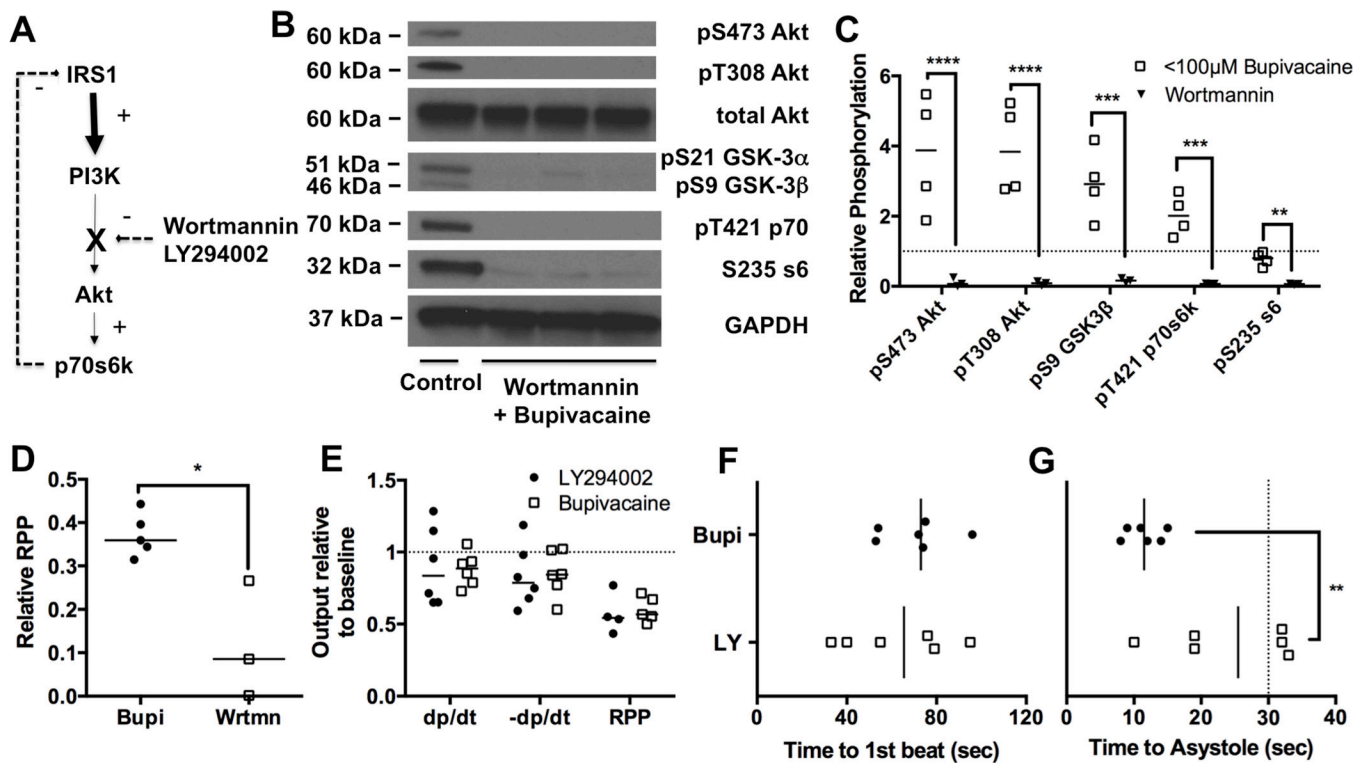 A
IRS1
-
+
PI3K
-
X
Wortmannin
LY294002
Akt
+
p70s6k
B
60 kDa –
pS473 Akt
60 kDa –
pT308 Akt
60 kDa –
total Akt
51 kDa –
pS21 GSK-3α
46 kDa –
pS9 GSK-3β
70 kDa –
pT421 p70
32 kDa –
S235 s6
37 kDa –
GAPDH
Control
Wortmannin
+ Bupivacaine
C
Relative Phosphorylation
6
4
2
0
****
****
***
***
**
<100µM Bupivacaine
Wortmannin
pS473 Akt
pT308 Akt
pS9 GSK3β
pT421 p70s6k
pS235 s6
D
Relative RPP
0.5
0.4
0.3
0.2
0.1
0.0
*
Bupi
Wrtmn
E
Output relative
to baseline
1.5
1
0.5
0.0
LY294002
Bupivacaine
dp/dt
-dp/dt
RPP
F
Bupi
LY
0
40
80
120
Time to 1st beat (sec)
G
**
0
10
20
30
40
Time to Asystole (sec)